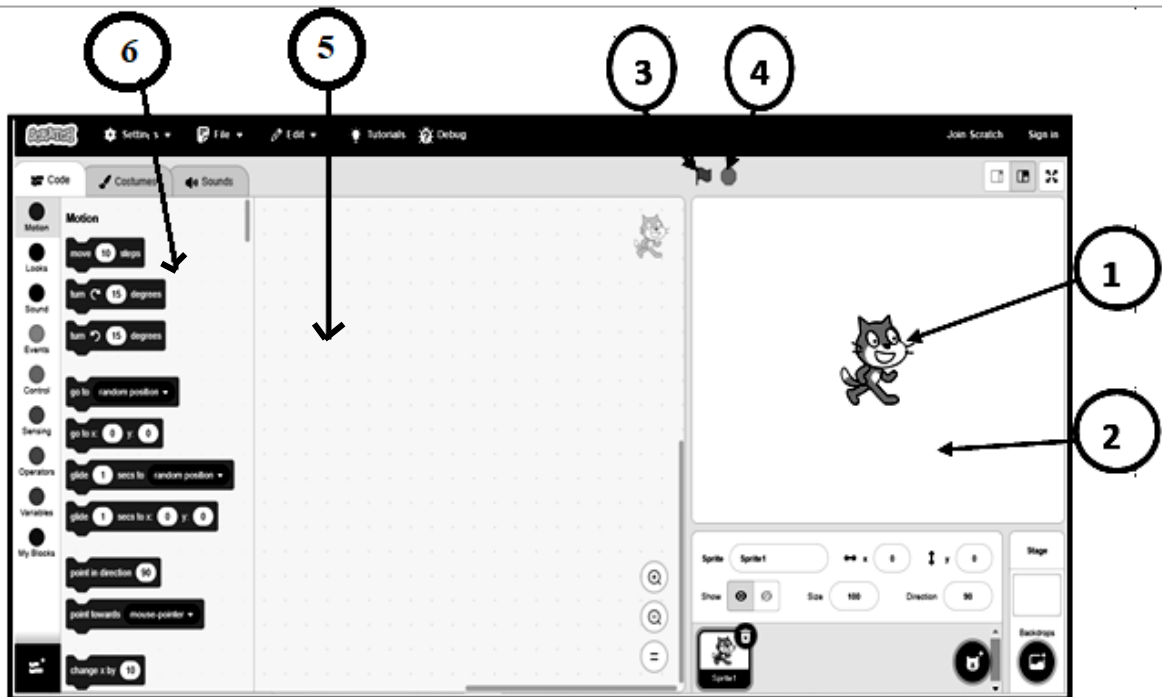 6
5
3
4
SCRATCH
Settings
File
Edit
Tutorials
Debug
Join Scratch
Sign in
Code
Costumes
Sounds
Motion
Looks
Sound
Events
Control
Sensing
Operators
Variables
My Blocks
Motion
move 10 steps
turn 15 degrees
turn 15 degrees
go to random position
go to x: 0 y: 0
glide 1 secs to random position
glide 1 secs to x: 0 y: 0
point in direction 90
point towards mouse-pointer
change x by 10
1
2
Sprite Sprite1 x 0 y 0
Show Size 100 Direction 90
Sprite1
Stage
Backdrops